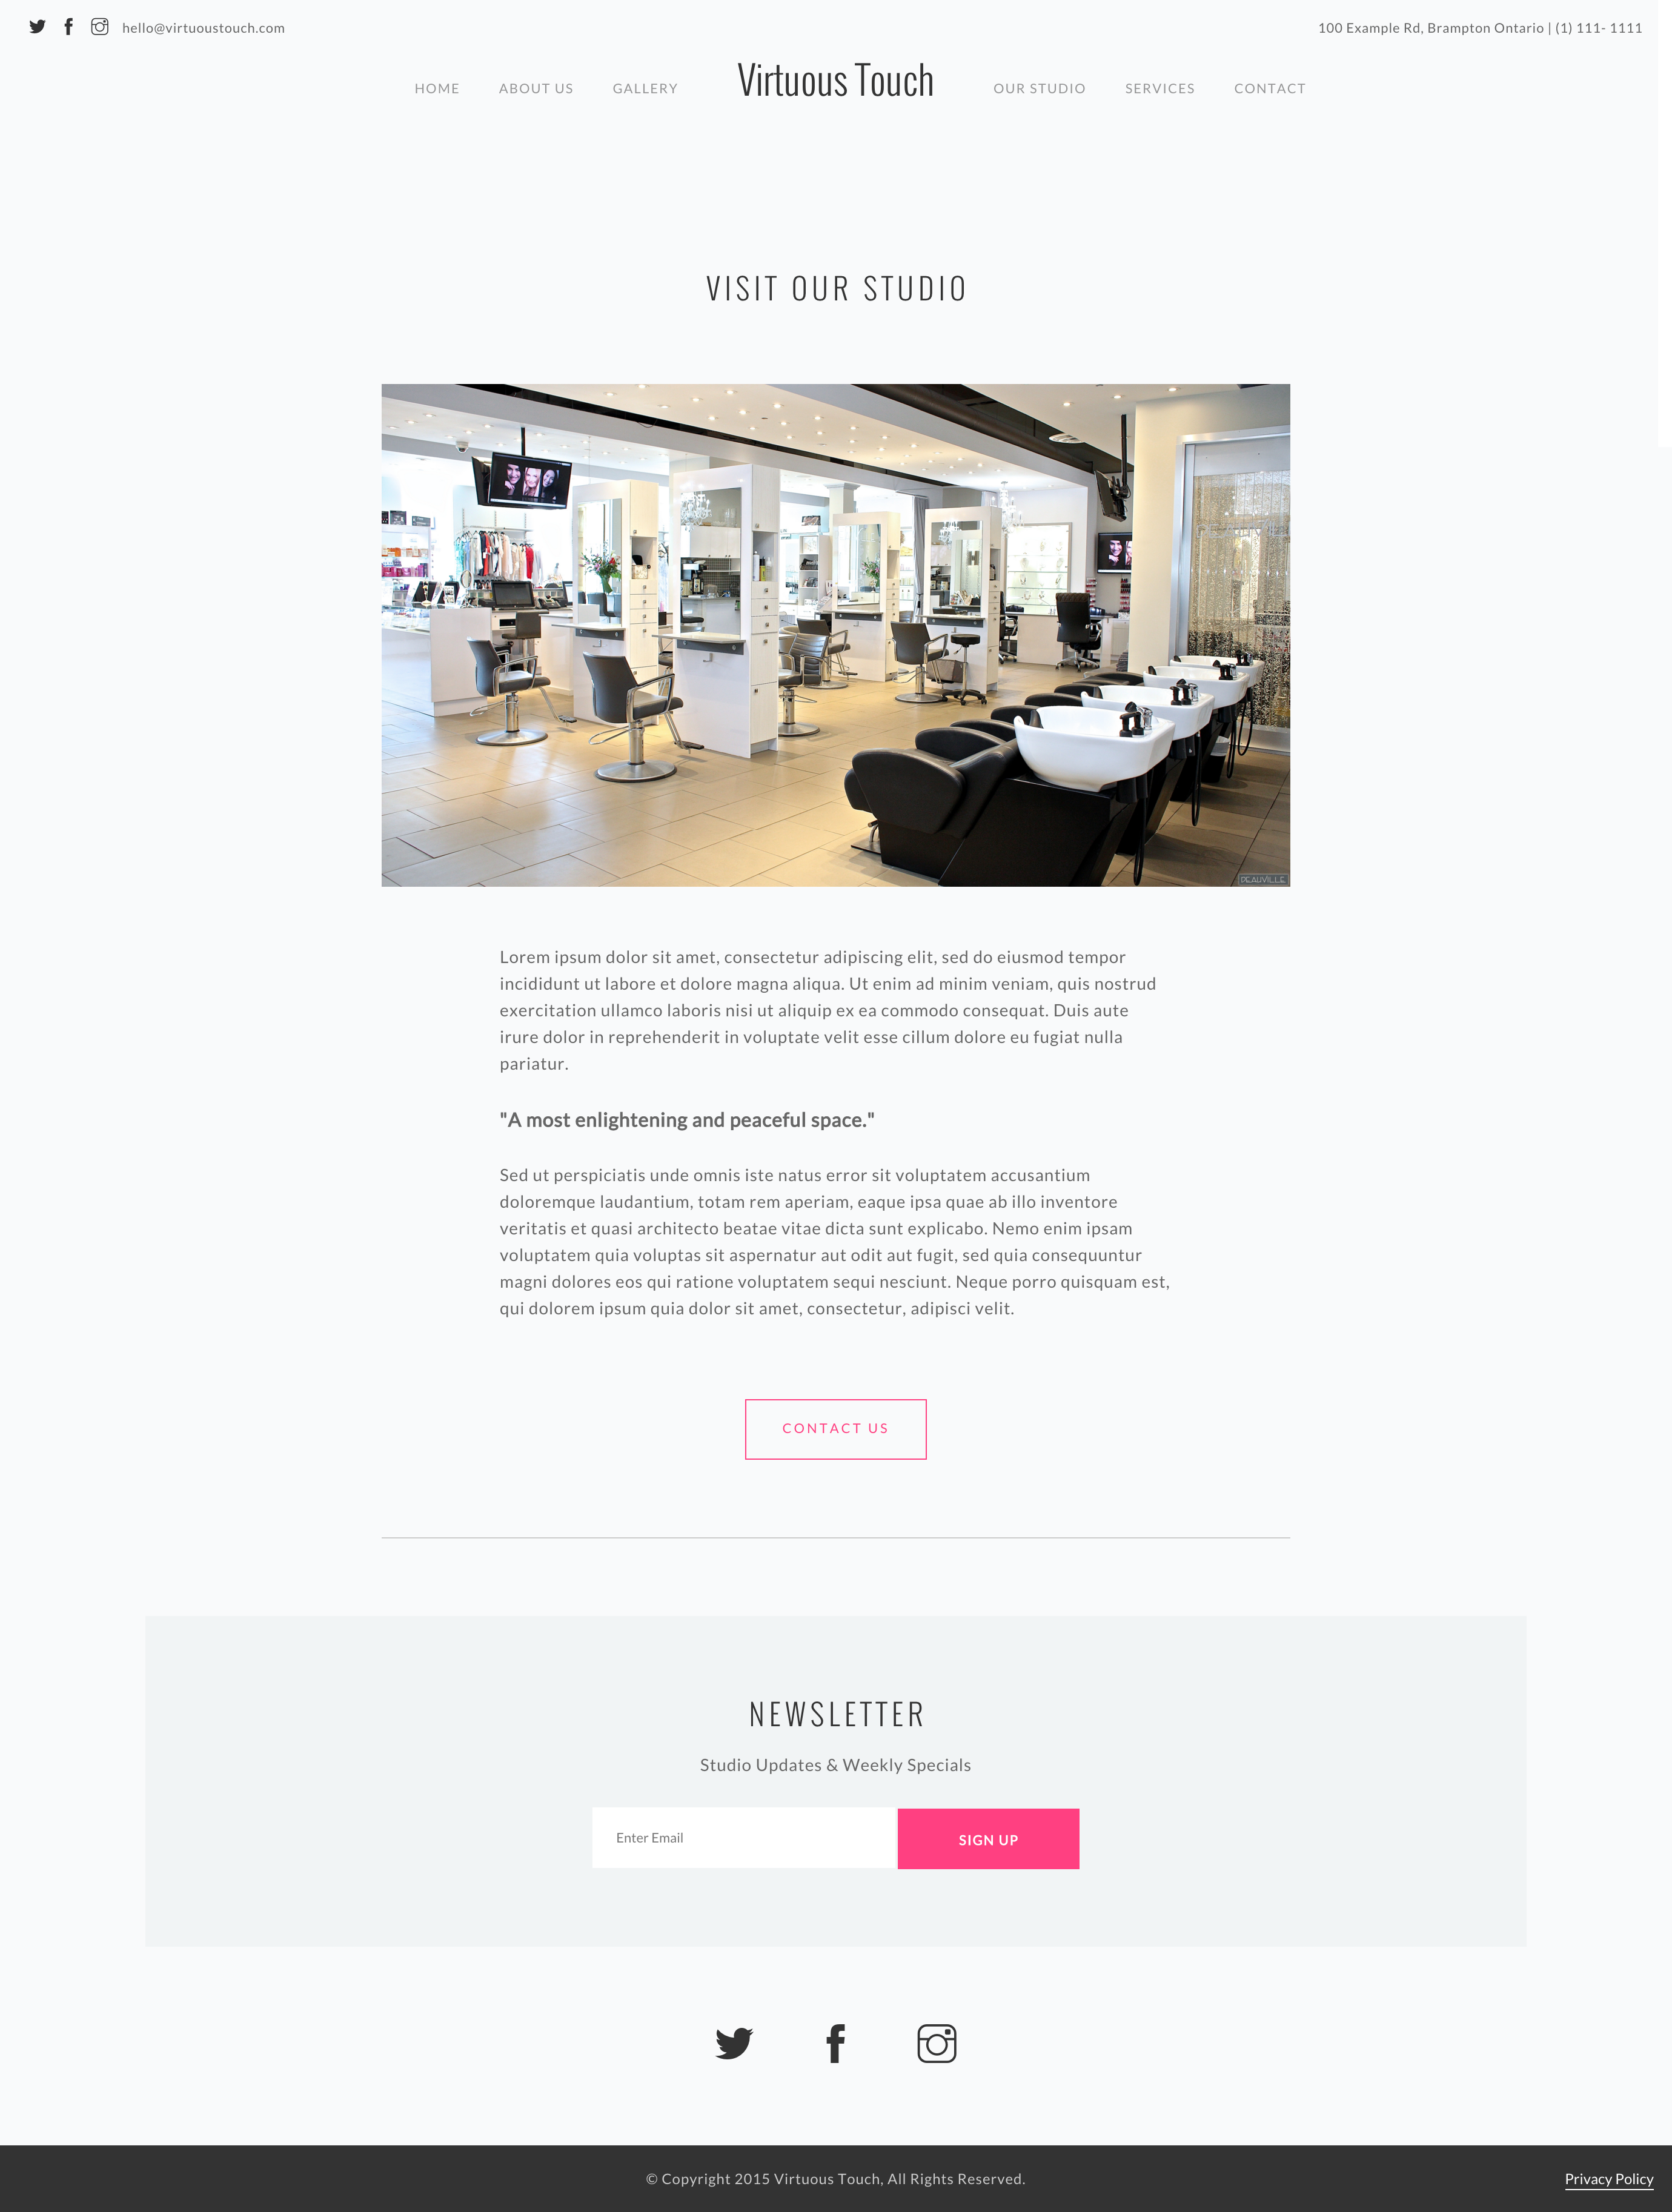 hello@virtuoustouch.com
100 Example Rd, Brampton Ontario | (1) 111- 1111
HOME ABOUT US GALLERY Virtuous Touch OUR STUDIO SERVICES CONTACT
VISIT OUR STUDIO
DEAUVILLE
Lorem ipsum dolor sit amet, consectetur adipiscing elit, sed do eiusmod tempor
incididunt ut labore et dolore magna aliqua. Ut enim ad minim veniam, quis nostrud
exercitation ullamco laboris nisi ut aliquip ex ea commodo consequat. Duis aute
irure dolor in reprehenderit in voluptate velit esse cillum dolore eu fugiat nulla
pariatur.
"A most enlightening and peaceful space."
Sed ut perspiciatis unde omnis iste natus error sit voluptatem accusantium
doloremque laudantium, totam rem aperiam, eaque ipsa quae ab illo inventore
veritatis et quasi architecto beatae vitae dicta sunt explicabo. Nemo enim ipsam
voluptatem quia voluptas sit aspernatur aut odit aut fugit, sed quia consequuntur
magni dolores eos qui ratione voluptatem sequi nesciunt. Neque porro quisquam est,
qui dolorem ipsum quia dolor sit amet, consectetur, adipisci velit.
CONTACT US
NEWSLETTER
Studio Updates & Weekly Specials
Enter Email
SIGN UP
© Copyright 2015 Virtuous Touch, All Rights Reserved.
Privacy Policy